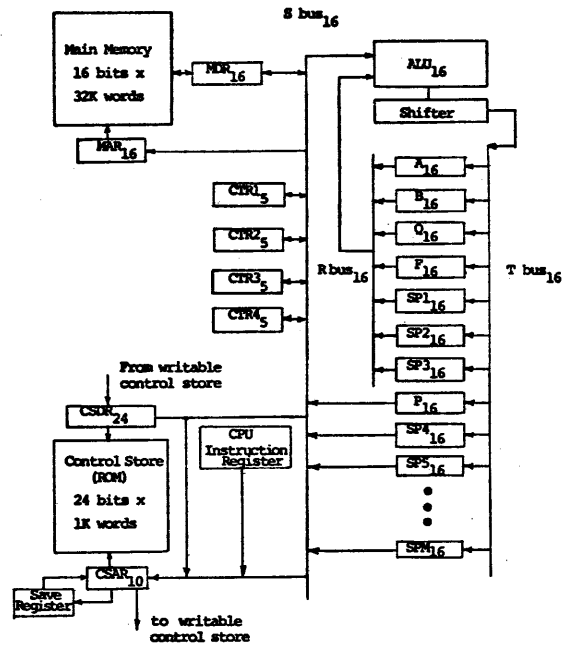 S bus16
Main Memory
16 bits x
32K words
MDR16
ALU16
Shifter
MAR16
A16
B16
Q16
F16
SP116
SP216
SP316
P16
SP416
SP516
SPM16
R bus16
T bus16
CTR15
CTR25
CTR35
CTR45
From writable
control store
CSDR24
Control Store
(ROM)
24 bits x
1K words
CPU
Instruction
Register
CSAR10
Save
Register
to writable
control store